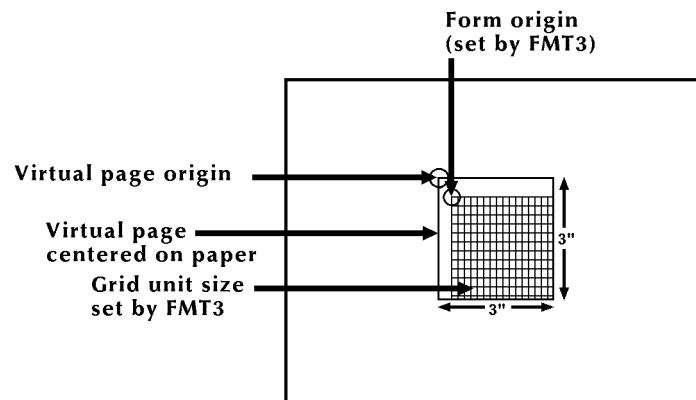 Form origin
(set by FMT3)
Virtual page origin
Virtual page
centered on paper
Grid unit size
set by FMT3
3"
3"